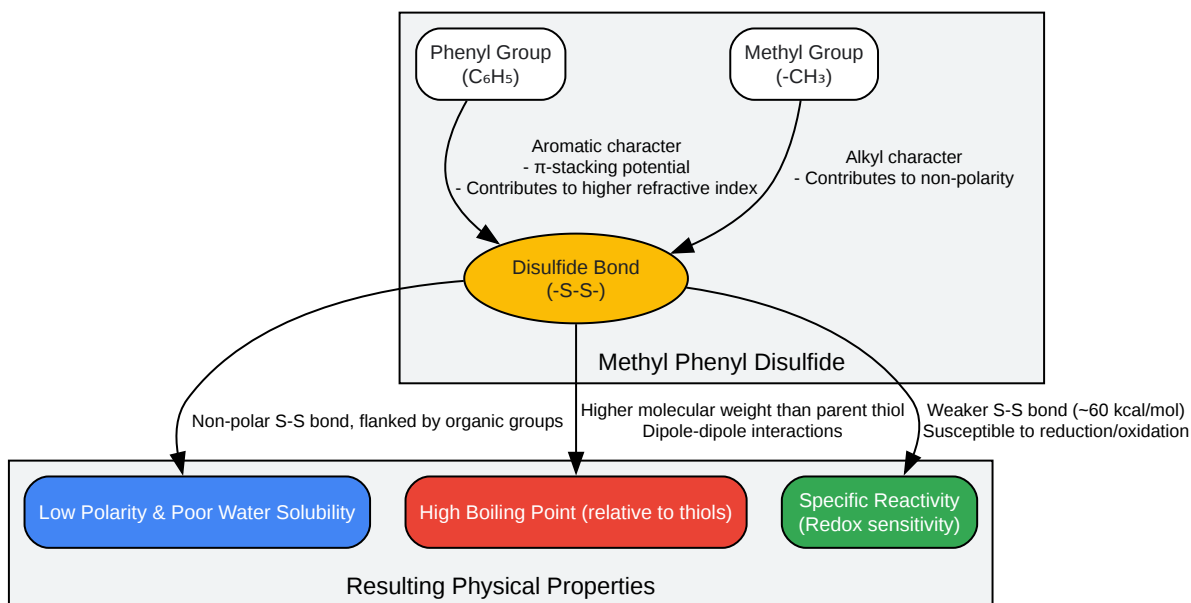 Phenyl Group
(C₆H₅)
Methyl Group
(-CH₃)
Aromatic character
- π-stacking potential
- Contributes to higher refractive index
Alkyl character
- Contributes to non-polarity
Disulfide Bond
(-S-S-)
Methyl Phenyl Disulfide
Non-polar S-S bond, flanked by organic groups
Higher molecular weight than parent thiol
Dipole-dipole interactions
Weaker S-S bond (~60 kcal/mol)
Susceptible to reduction/oxidation
Low Polarity & Poor Water Solubility
High Boiling Point (relative to thiols)
Specific Reactivity
(Redox sensitivity)
Resulting Physical Properties